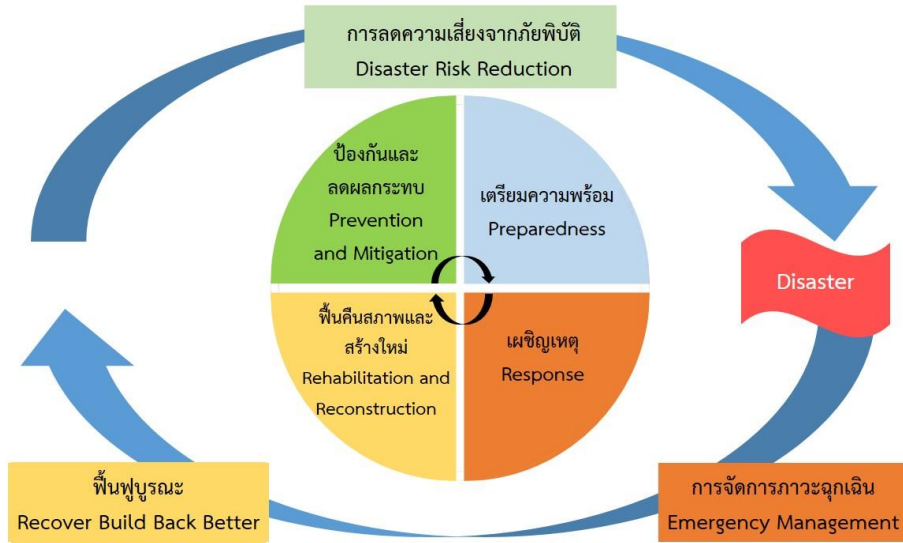 การลดความเสี่ยงจากภัยพิบัติ
Disaster Risk Reduction
ป้องกันและ
ลดผลกระทบ
Prevention
and Mitigation
เตรียมความพร้อม
Preparedness
Disaster
ฟื้นคืนสภาพและ
สร้างใหม่
Rehabilitation and
Reconstruction
เผชิญเหตุ
Response
ฟื้นฟูบูรณะ
Recover Build Back Better
การจัดการภาวะฉุกเฉิน
Emergency Management